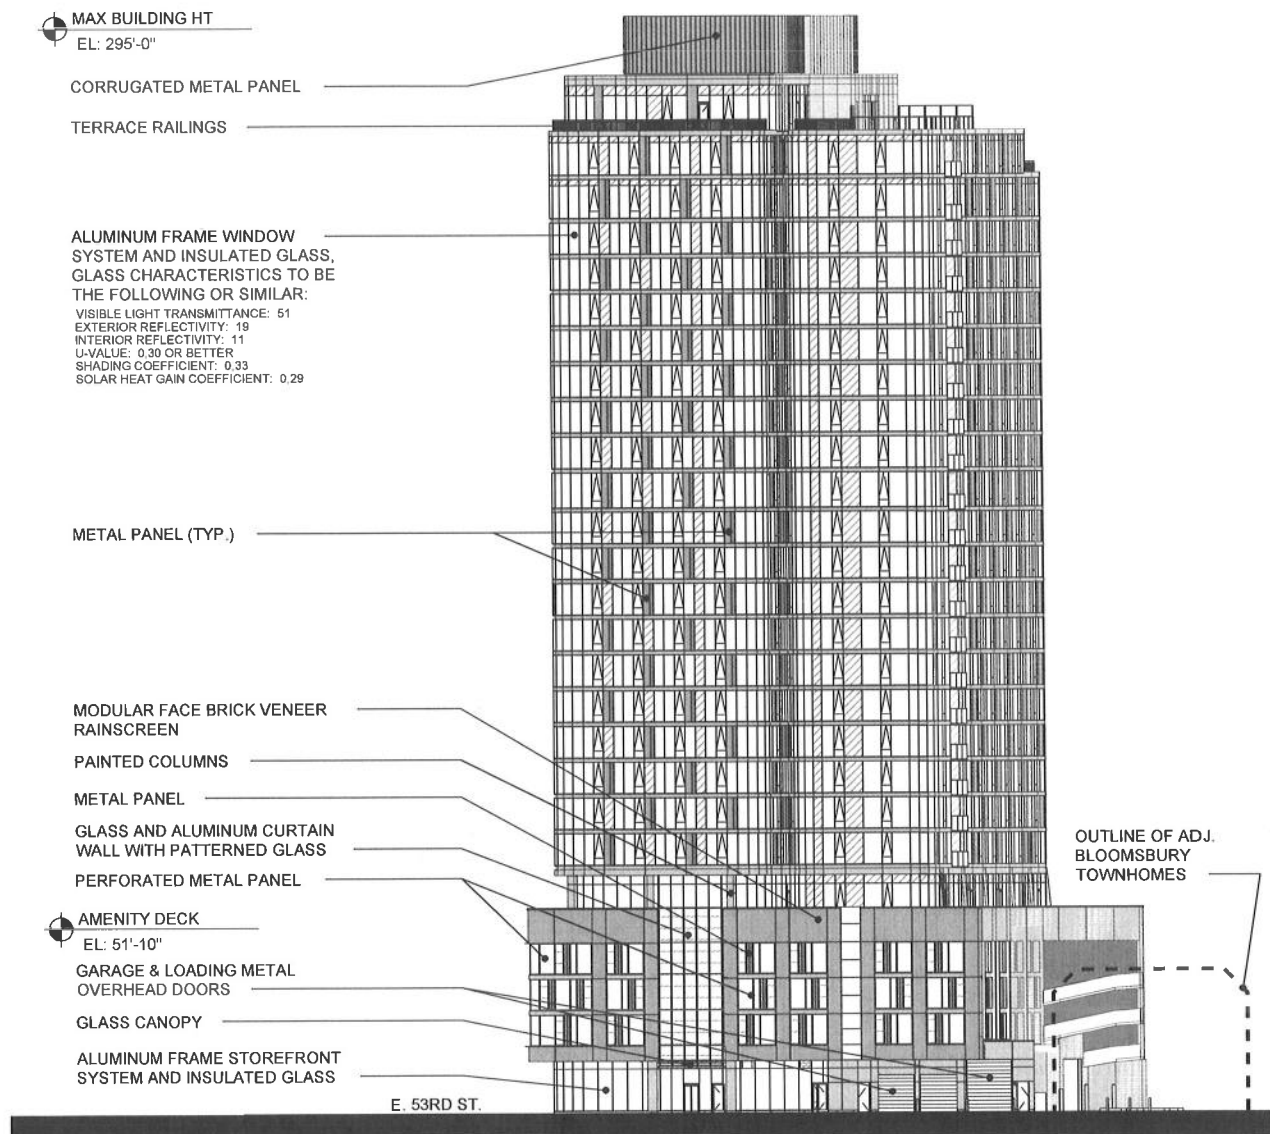 MAX BUILDING HT
EL: 295'-0"
CORRUGATED METAL PANEL
TERRACE RAILINGS
ALUMINUM FRAME WINDOW
SYSTEM AND INSULATED GLASS,
GLASS CHARACTERISTICS TO BE
THE FOLLOWING OR SIMILAR:
VISIBLE LIGHT TRANSMITTANCE: 51
EXTERIOR REFLECTIVITY: 19
INTERIOR REFLECTIVITY: 11
U-VALUE: 0.30 OR BETTER
SHADING COEFFICIENT: 0.33
SOLAR HEAT GAIN COEFFICIENT: 0.29
METAL PANEL (TYP.)
MODULAR FACE BRICK VENEER
RAINSCREEN
PAINTED COLUMNS
METAL PANEL
GLASS AND ALUMINUM CURTAIN
WALL WITH PATTERNED GLASS
PERFORATED METAL PANEL
AMENITY DECK
EL: 51'-10"
GARAGE & LOADING METAL
OVERHEAD DOORS
GLASS CANOPY
ALUMINUM FRAME STOREFRONT
SYSTEM AND INSULATED GLASS
E. 53RD ST.
OUTLINE OF ADJ.
BLOOMSBURY
TOWNHOMES